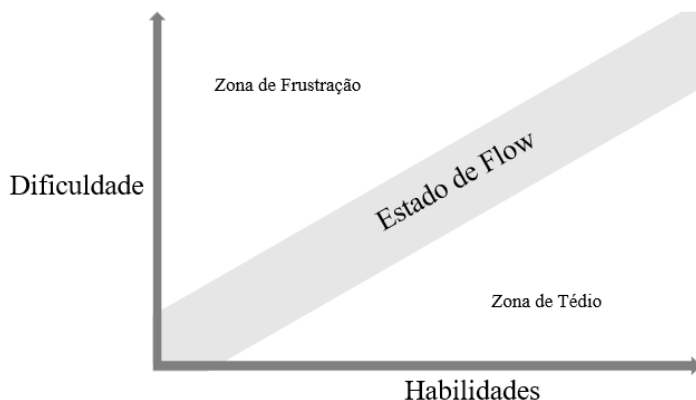 Zona de Frustração
Dificuldade
Estado de Flow
Zona de Tédio
Habilidades